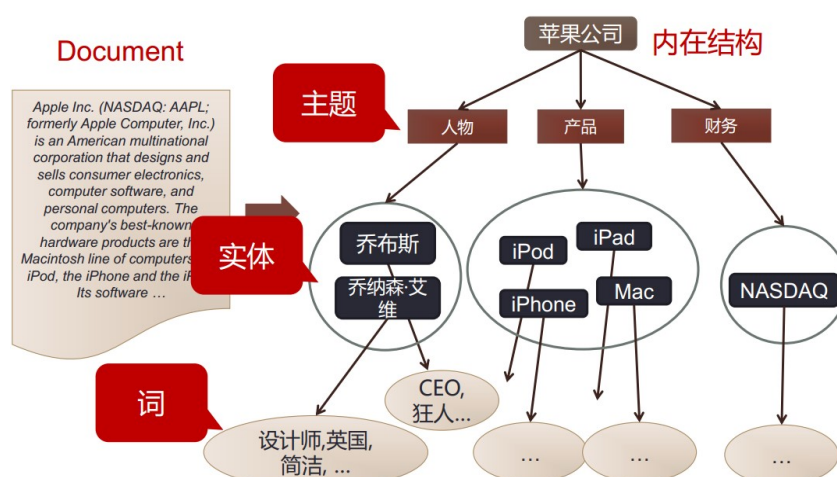 Document
苹果公司
内在结构
主题
人物
产品
财务
Apple Inc. (NASDAQ: AAPL;
formerly Apple Computer, Inc.)
is an American multinational
corporation that designs and
sells consumer electronics,
computer software, and
personal computers. The
company's best-known
hardware products are the
Macintosh line of computers
iPod, the iPhone and the
Its software …
实体
乔布斯
乔纳森·艾
维
iPod
iPad
iPhone
Mac
NASDAQ
词
CEO,
狂人...
设计师,英国,
简洁, ...
...
...
...